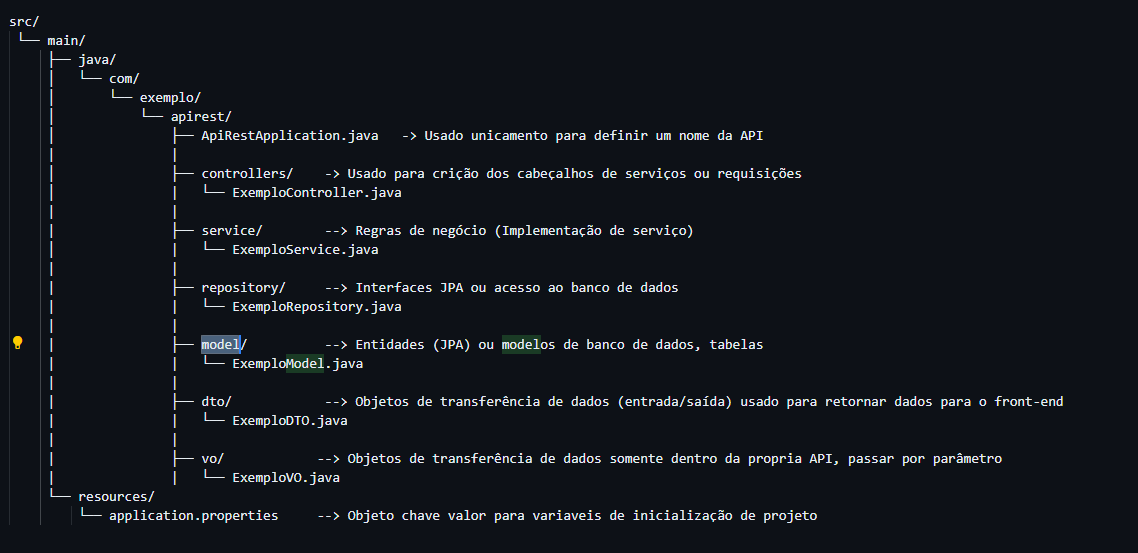 src/
└── main/
├── java/
│ └── com/
│ └── exemplo/
│ └── apirest/
│ ├── ApiRestApplication.java -> Usado unicamento para definir um nome da API
│ │
│ ├── controllers/ -> Usado para crição dos cabeçalhos de serviços ou requisições
│ │ └── ExemploController.java
│ │
│ ├── service/ --> Regras de negócio (Implementação de serviço)
│ │ └── ExemploService.java
│ │
│ ├── repository/ --> Interfaces JPA ou acesso ao banco de dados
│ │ └── ExemploRepository.java
│ │
│ ├── model/ --> Entidades (JPA) ou modelos de banco de dados, tabelas
│ │ └── ExemploModel.java
│ │
│ ├── dto/ --> Objetos de transferência de dados (entrada/saída) usado para retornar dados para o front-end
│ │ └── ExemploDTO.java
│ │
│ ├── vo/ --> Objetos de transferência de dados somente dentro da propria API, passar por parâmetro
│ │ └── ExemploVO.java
└── resources/
└── application.properties --> Objeto chave valor para variaveis de inicialização de projeto